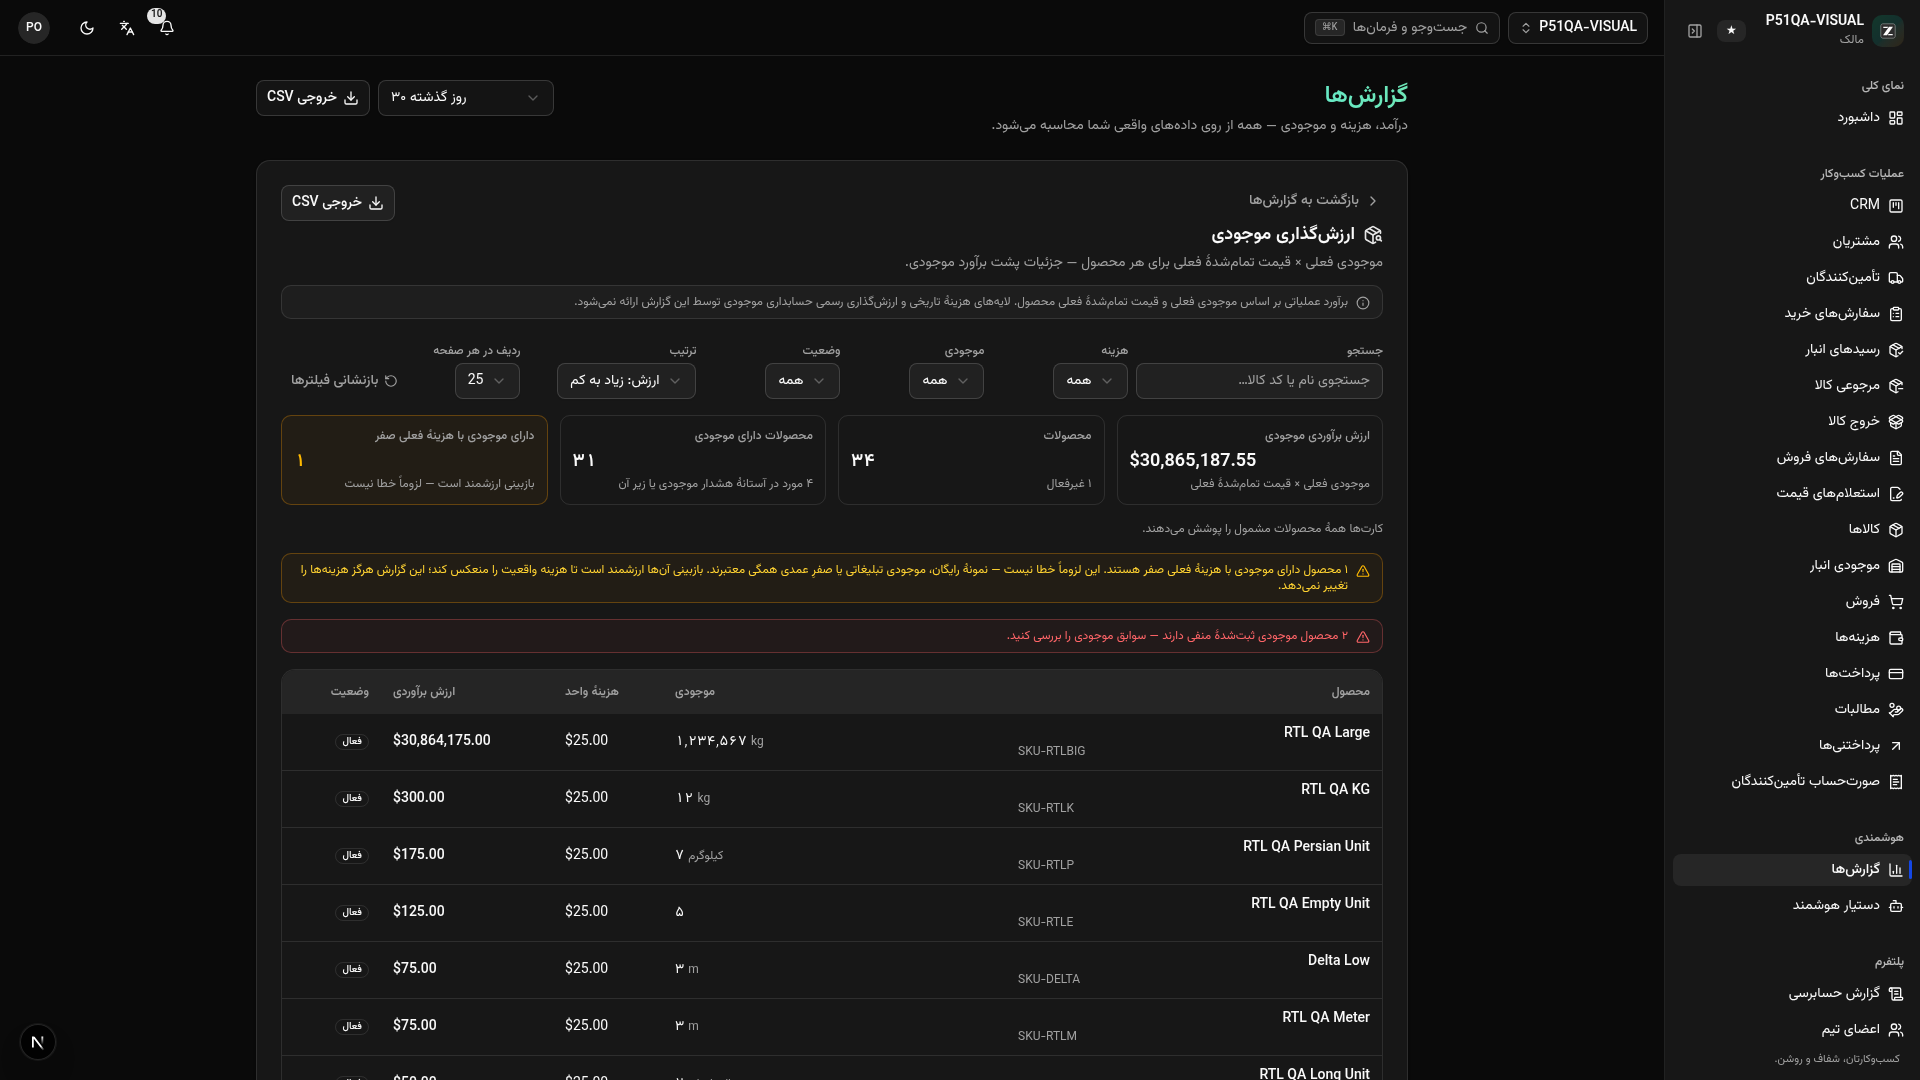 P51QA-VISUAL
مالک
نمای کلی
داشبورد
عملیات کسب‌وکار
CRM
مشتریان
تأمین‌کنندگان
سفارش‌های خرید
رسیدهای انبار
مرجوعی کالا
خروج کالا
سفارش‌های فروش
استعلام‌های قیمت
کالاها
موجودی انبار
فروش
هزینه‌ها
پرداخت‌ها
مطالبات
پرداختنی‌ها
صورت‌حساب تأمین‌کنندگان
هوشمندی
گزارش‌ها
دستیار هوشمند
پلتفرم
گزارش حسابرسی
اعضای تیم
کسب‌وکارتان، شفاف و روشن.
P51QA-VISUAL
جست‌وجو و فرمان‌ها ⌘K
10
PO
گزارش‌ها
درآمد، هزینه و موجودی — همه از روی داده‌های واقعی شما محاسبه می‌شود.
روز گذشته ۳۰
خروجی CSV
بازگشت به گزارش‌ها
خروجی CSV
ارزش‌گذاری موجودی
موجودی فعلی × قیمت تمام‌شدهٔ فعلی برای هر محصول — جزئیات پشت برآورد موجودی.
برآورد عملیاتی بر اساس موجودی فعلی و قیمت تمام‌شدهٔ فعلی محصول. لایه‌های هزینهٔ تاریخی و ارزش‌گذاری رسمی حسابداری موجودی توسط این گزارش ارائه نمی‌شود.
جستجو هزینه موجودی وضعیت ترتیب ردیف در هر صفحه
جستجوی نام یا کد کالا... همه همه همه ارزش: زیاد به کم 25 بازنشانی فیلترها
ارزش برآوردی موجودی
$30,865,187.55
موجودی فعلی × قیمت تمام‌شدهٔ فعلی
محصولات
۳۴
۱ غیرفعال
محصولات دارای موجودی
۳۱
۴ مورد در آستانهٔ هشدار موجودی یا زیر آن
دارای موجودی با هزینهٔ فعلی صفر
۱
بازبینی ارزشمند است — لزوماً خطا نیست
کارت‌ها همهٔ محصولات مشمول را پوشش می‌دهند.
۱ محصول دارای موجودی با هزینهٔ فعلی صفر هستند. این لزوماً خطا نیست — نمونهٔ رایگان، موجودی تبلیغاتی یا صفرِ عمدی همگی معتبرند. بازبینی آن‌ها ارزشمند است تا هزینه واقعیت را منعکس کند؛ این گزارش هرگز هزینه‌ها را
تغییر نمی‌دهد.
۲ محصول موجودی ثبت‌شدهٔ منفی دارند — سوابق موجودی را بررسی کنید.
محصول موجودی هزینهٔ واحد ارزش برآوردی وضعیت
RTL QA Large
SKU-RTLBIG
۱,۲۳۴,۵۶۷ kg $25.00 $30,864,175.00 فعال
RTL QA KG
SKU-RTLK
۱۲ kg $25.00 $300.00 فعال
RTL QA Persian Unit
SKU-RTLP
۷ کیلوگرم $25.00 $175.00 فعال
RTL QA Empty Unit
SKU-RTLE
۵ $25.00 $125.00 فعال
Delta Low
SKU-DELTA
۳ m $25.00 $75.00 فعال
RTL QA Meter
SKU-RTLM
۳ m $25.00 $75.00 فعال
RTL QA Long Unit